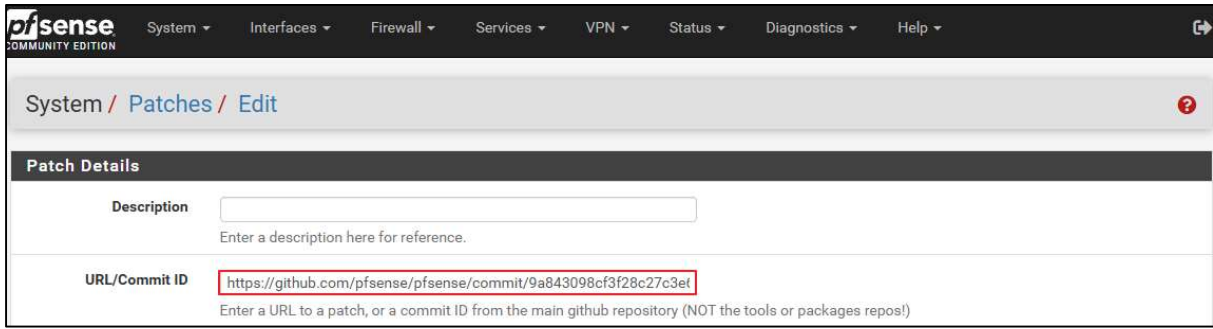 pfsense System Interfaces Firewall Services VPN Status Diagnostics Help
COMMUNITY EDITION
System / Patches / Edit
Patch Details
Description
Enter a description here for reference.
URL/Commit ID https://github.com/pfsense/pfsense/commit/9a843098cf3f28c27c3e
Enter a URL to a patch, or a commit ID from the main github repository (NOT the tools or packages repos!)